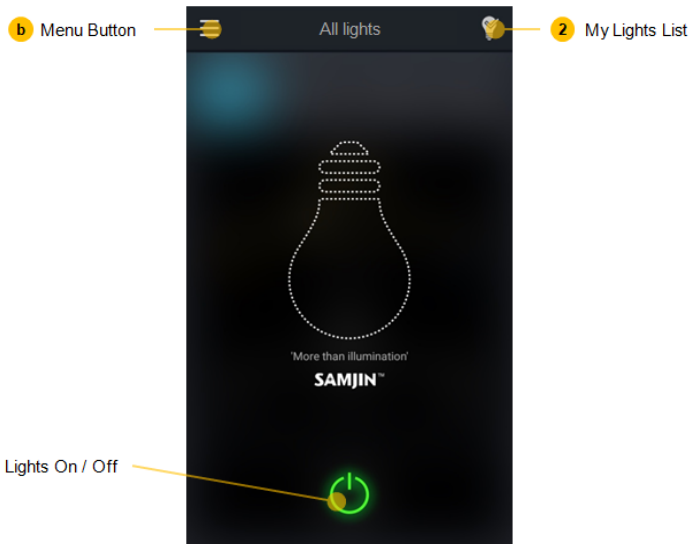 b Menu Button
All lights
2 My Lights List
'More than illumination'
SAMJIN™
Lights On / Off